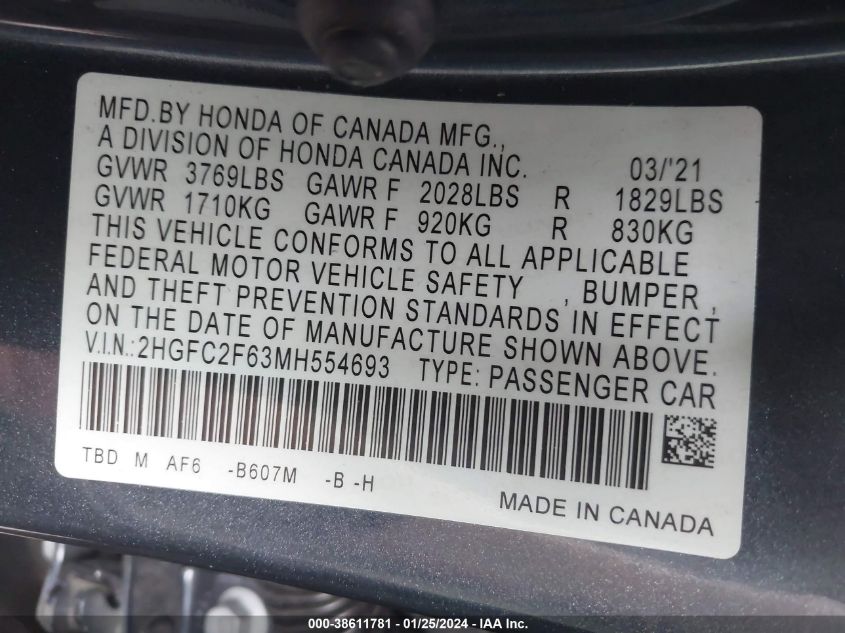 MFD.BY HONDA OF CANADA MFG.,
A DIVISION OF HONDA CANADA INC. 03/'21
GVWR 3769LBS GAWR F 2028LBS R 1829LBS
GVWR 1710KG GAWR F 920KG R 830KG
THIS VEHICLE CONFORMS TO ALL APPLICABLE
FEDERAL MOTOR VEHICLE SAFETY , BUMPER ,
AND THEFT PREVENTION STANDARDS IN EFFECT
ON THE DATE OF MANUFACTURE SHOWN ABOVE.
V.I.N.:2HGFC2F63MH554693 TYPE: PASSENGER CAR
TBD M AF6 -B607M -B -H
MADE IN CANADA
000-38611781 - 01/25/2024 - IAA Inc.